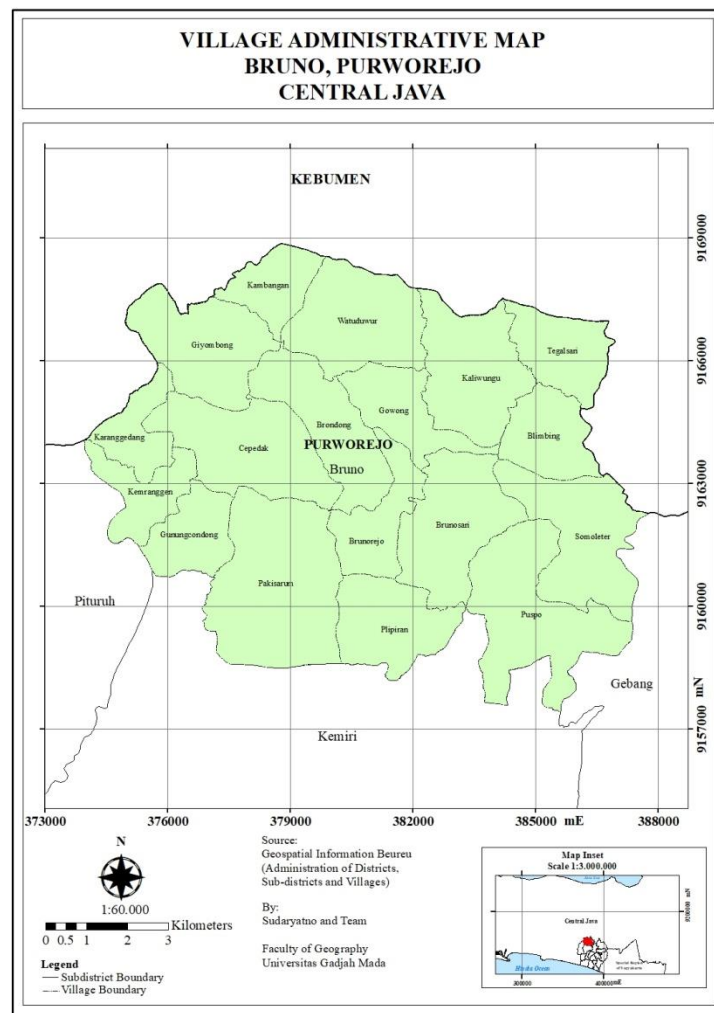 VILLAGE ADMINISTRATIVE MAP
BRUNO, PURWOREJO
CENTRAL JAVA
KEBUMEN
9169000
Kambangan
Watuduwur
Giyombong
Tegalsari
9166000
Kaliwungu
Gowong
Brondong
Karanggedang
PURWOREJO
Blimbing
Cepedak
Bruno
9163000
Kemranggen
Brunosari
Gunungcondong
Brunorejo
Somoleter
Pakisarum
9160000
Pituruh
Plipiran
Puspo
Gebang
mN
9157000
Kemiri
373000 376000 379000 382000 385000 mE 388000
N
1:60.000
Kilometers
0 0.5 1 2 3
Legend
Subdistrict Boundary
Village Boundary
Source:
Geospatial Information Beureu
(Administration of Districts,
Sub-districts and Villages)
By:
Sudaryatno and Team
Faculty of Geography
Universitas Gadjah Mada
Map Inset
Scale 1:3.000.000
Central Java
9200000
300000 400000 mE